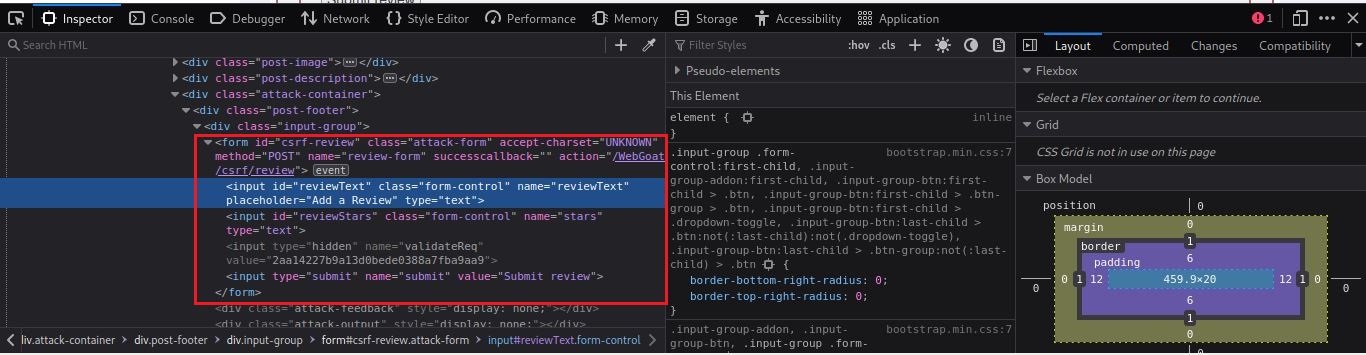 Submit review
Inspector Console Debugger Network Style Editor Performance Memory Storage Accessibility Application 1
Search HTML
<div class="post-image"></div>
<div class="post-description"></div>
<div class="attack-container">
<div class="post-footer">
<div class="input-group">
<form id="csrf-review" class="attack-form" accept-charset="UNKNOWN"
method="POST" name="review-form" successcallback="" action="/WebGoat
/csrf/review"> event
<input id="reviewText" class="form-control" name="reviewText"
placeholder="Add a Review" type="text">
<input id="reviewStars" class="form-control" name="stars"
type="text">
<input type="hidden" name="validateReq"
value="2aa14227b9a13d0bede0388a7fba9aa9">
<input type="submit" name="submit" value="Submit review">
</form>
<div class="attack-feedback" style="display: none;"></div>
<div class="attack-output" style="display: none;"></div>
div.attack-container > div.post-footer > div.input-group > form#csrf-review.attack-form > input#reviewText.form-control
Filter Styles :hov .cls
Pseudo-elements
This Element
element { inline
}
.input-group .form- bootstrap.min.css:7
control:first-child, .input-
group-addon:first-child, .input-group-btn:first-
child > .btn, .input-group-btn:first-child > .btn-
group > .btn, .input-group-btn:first-child >
.dropdown-toggle, .input-group-btn:last-child >
.btn:not(:last-child):not(.dropdown-toggle),
.input-group-btn:last-child > .btn-group:not(:last-
child) > .btn {
border-bottom-right-radius: 0;
border-top-right-radius: 0;
}
.input-group-addon, .input- bootstrap.min.css:7
group-btn, .input-group .form-
Layout Computed Changes Compatibility
Flexbox
Select a Flex container or item to continue.
Grid
CSS Grid is not in use on this page
Box Model
position 0
margin 0
border 1
padding 6
0 0 1 12 459.9×20 12 1 0 0
6
1
0
0